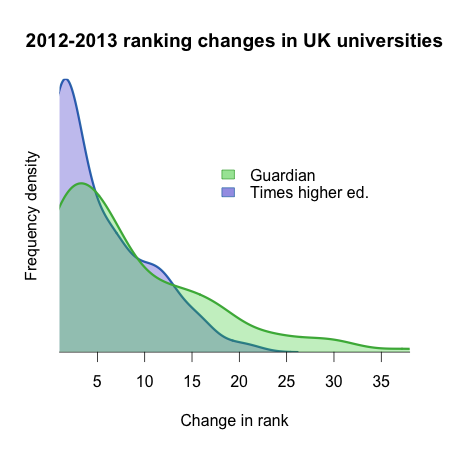 2012-2013 ranking changes in UK universities
Frequency density
Guardian
Times higher ed.
5 10 15 20 25 30 35
Change in rank